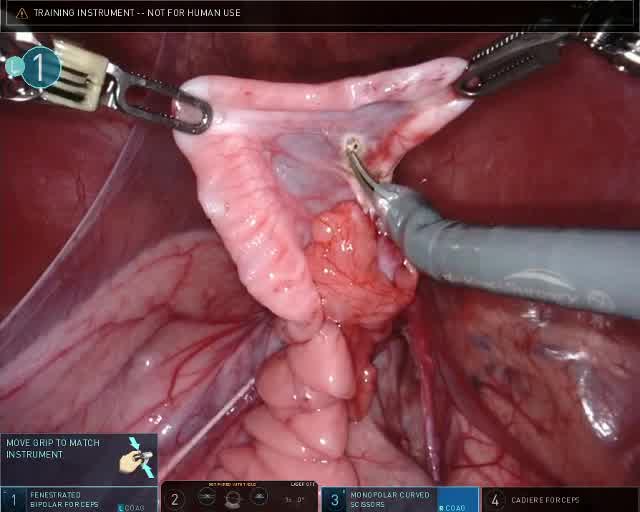 TRAINING INSTRUMENT -- NOT FOR HUMAN USE
1
MOVE GRIP TO MATCH
INSTRUMENT
1
FENESTRATED
BIPOLAR FORCEPS
COAG
2
3
MONOPOLAR CURVED
SCISSORS
COAG
4
CADIERE FORCEPS